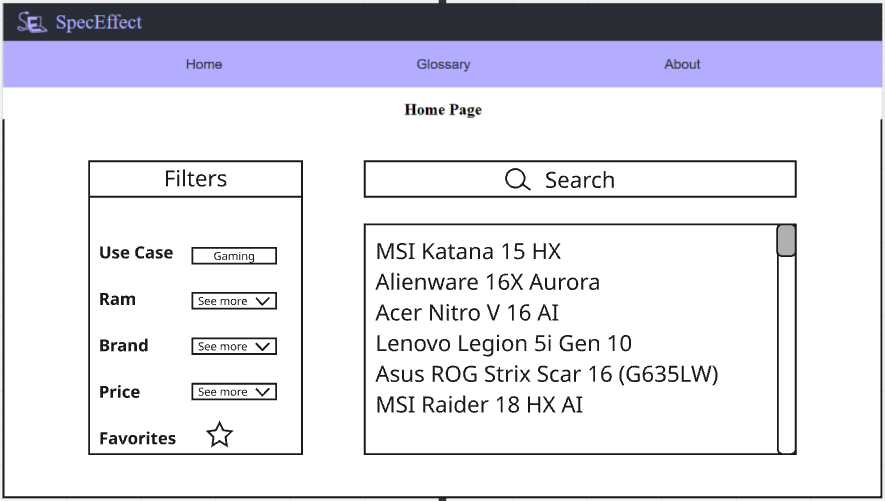 SEL SpecEffect
Home Glossary About
Home Page
Filters
Use Case Gaming
Ram See more
Brand See more
Price See more
Favorites
Search
MSI Katana 15 HX
Alienware 16X Aurora
Acer Nitro V 16 AI
Lenovo Legion 5i Gen 10
Asus ROG Strix Scar 16 (G635LW)
MSI Raider 18 HX AI